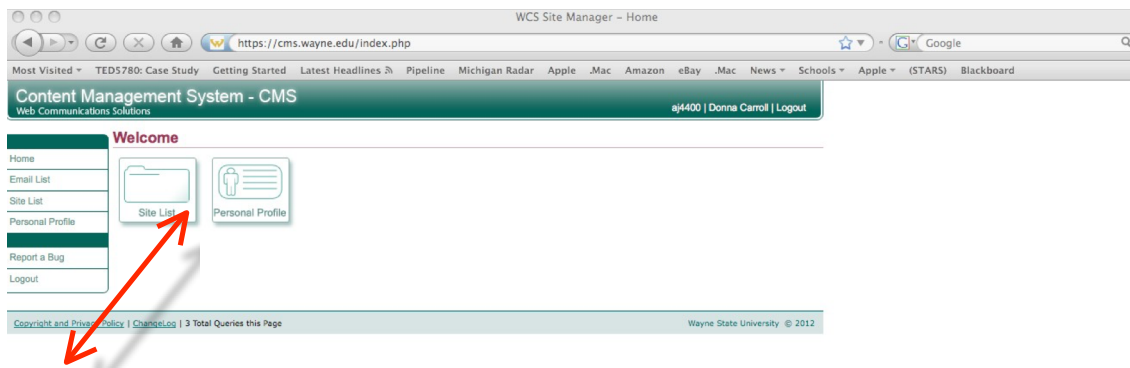 WCS Site Manager – Home
https://cms.wayne.edu/index.php
Google
Most Visited TED5780: Case Study Getting Started Latest Headlines Pipeline Michigan Radar Apple .Mac Amazon eBay .Mac News Schools Apple (STARS) Blackboard
Content Management System - CMS
Web Communications Solutions
aj4400 | Donna Carroll | Logout
Welcome
Home
Email List
Site List
Personal Profile
Report a Bug
Logout
Site List
Personal Profile
Copyright and Privacy Policy | ChangeLog | 3 Total Queries this Page
Wayne State University © 2012